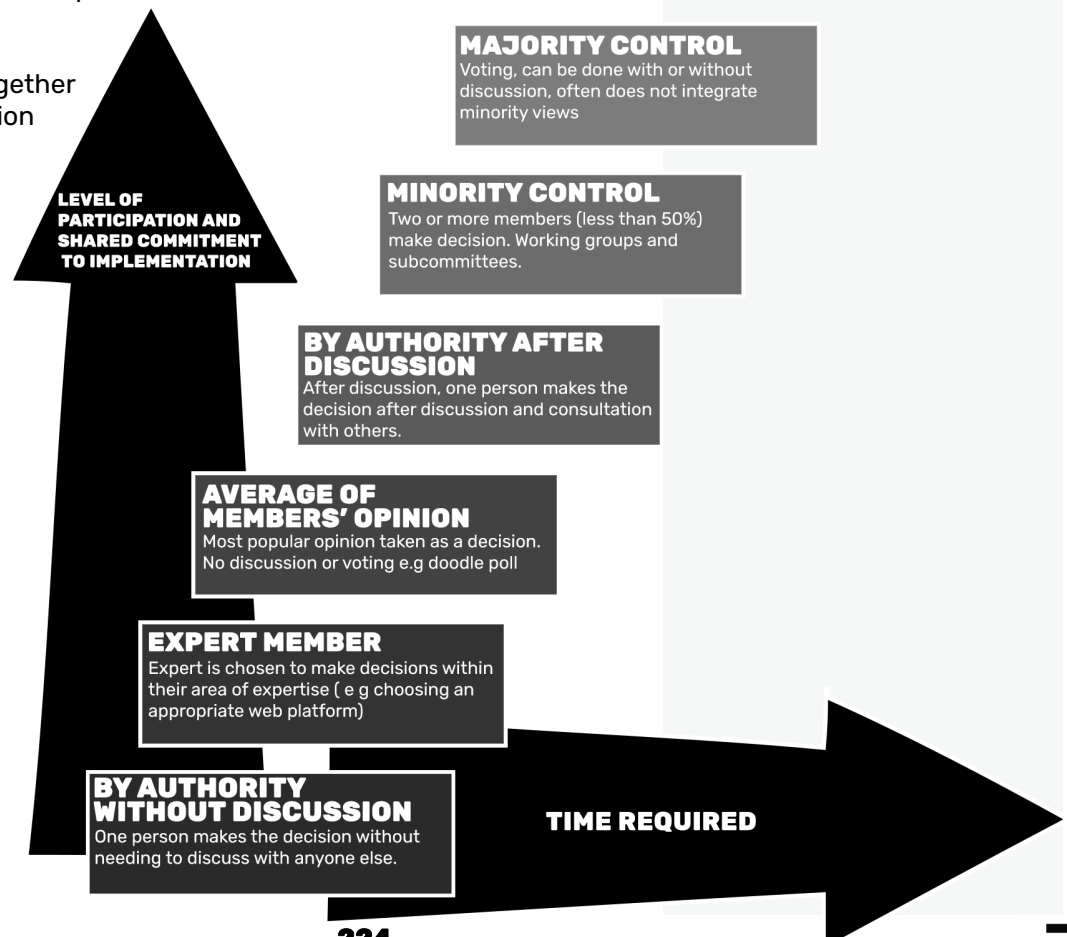 gether
ion
MAJORITY CONTROL
Voting, can be done with or without
discussion, often does not integrate
minority views
LEVEL OF
PARTICIPATION AND
SHARED COMMITMENT
TO IMPLEMENTATION
MINORITY CONTROL
Two or more members (less than 50%)
make decision. Working groups and
subcommittees.
BY AUTHORITY AFTER
DISCUSSION
After discussion, one person makes the
decision after discussion and consultation
with others.
AVERAGE OF
MEMBERS’ OPINION
Most popular opinion taken as a decision.
No discussion or voting e.g doodle poll
EXPERT MEMBER
Expert is chosen to make decisions within
their area of expertise ( e g choosing an
appropriate web platform)
BY AUTHORITY
WITHOUT DISCUSSION
One person makes the decision without
needing to discuss with anyone else.
TIME REQUIRED